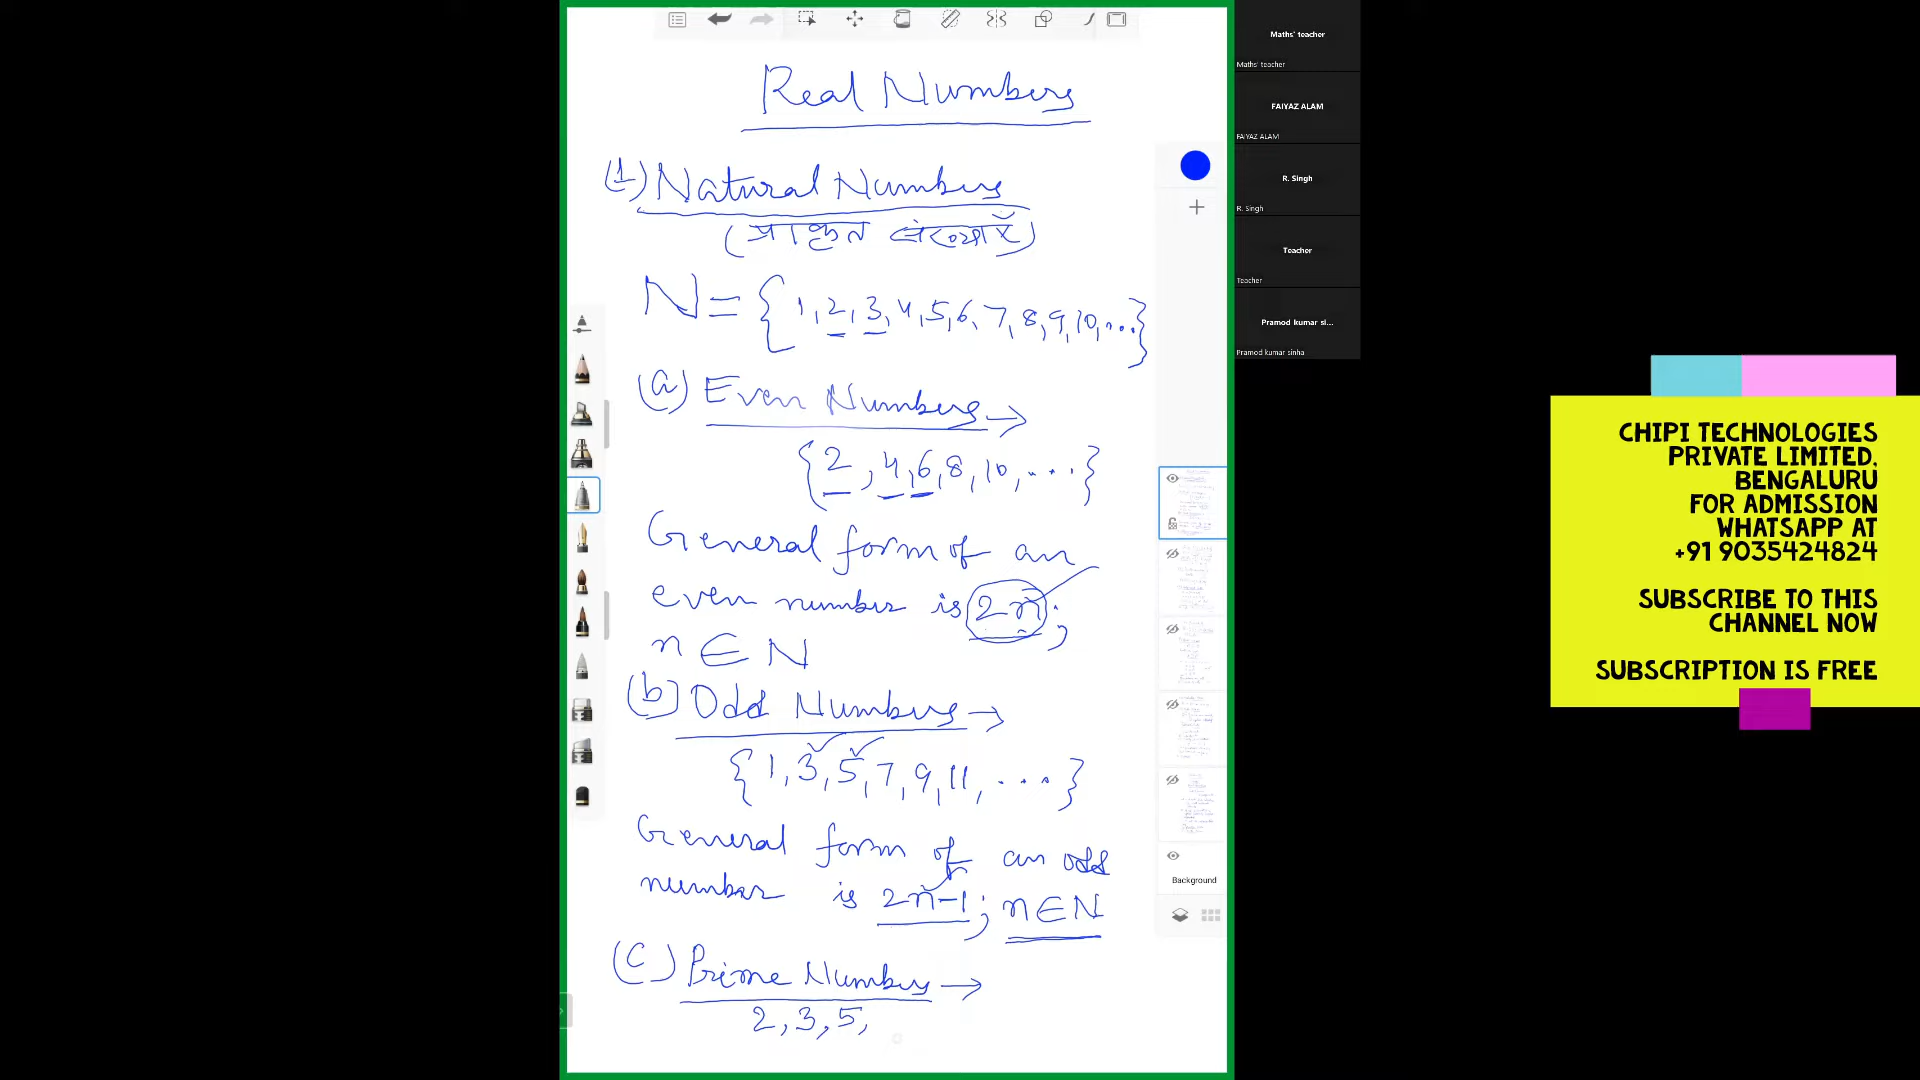 Real Numbers
(1) Natural Numbers
(प्राकृत संख्याएँ)
N = {1, 2, 3, 4, 5, 6, 7, 8, 9, 10, ...}
(a) Even Numbers →
{2, 4, 6, 8, 10, ....}
General form of an
even number is 2n;
n ∈ N
(b) Odd Numbers →
{1, 3, 5, 7, 9, 11, ....}
General form of an odd
number is 2n-1; n ∈ N
(C) Prime Numbers →
2, 3, 5,
Background
Maths' teacher
Maths' teacher
FAIYAZ ALAM
FAIYAZ ALAM
R. Singh
R. Singh
Teacher
Teacher
Pramod kumar si...
Pramod kumar sinha
CHIPI TECHNOLOGIES
PRIVATE LIMITED,
BENGALURU
FOR ADMISSION
WHATSAPP AT
+91 9035424824
SUBSCRIBE TO THIS
CHANNEL NOW
SUBSCRIPTION IS FREE